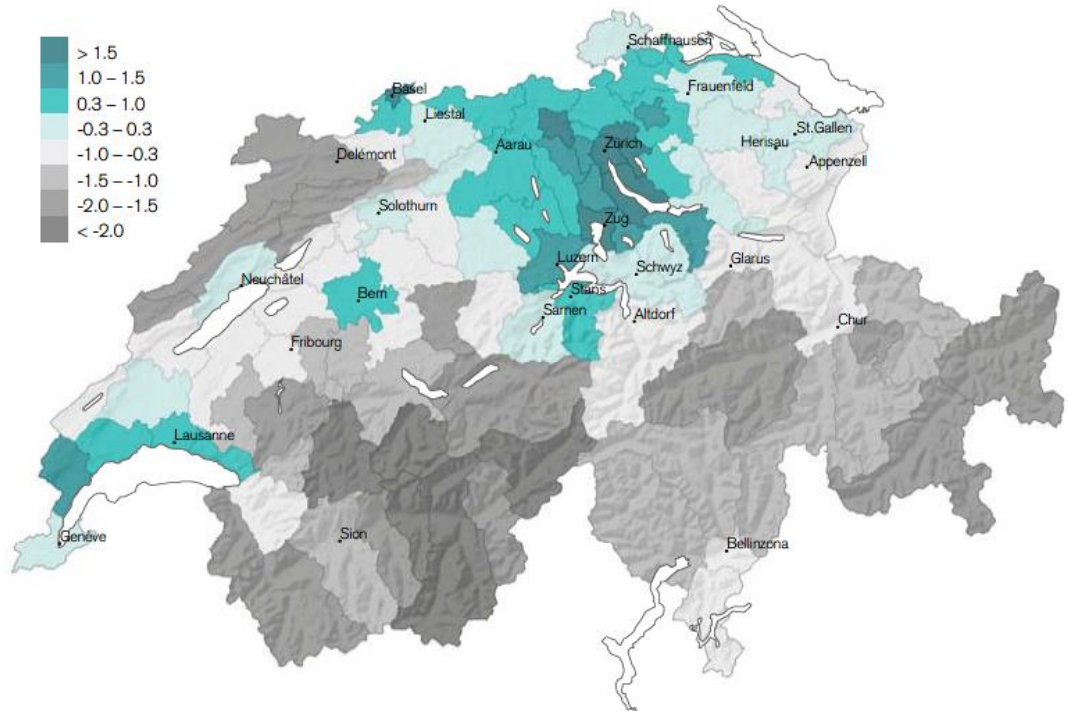 > 1.5
1.0 – 1.5
0.3 – 1.0
-0.3 – 0.3
-1.0 – -0.3
-1.5 – -1.0
-2.0 – -1.5
< -2.0
Schaffhausen
Basel
Frauenfeld
Liestal
St.Gallen
Aarau
Zürich
Herisau
Delémont
Appenzell
Solothurn
Zug
Luzern
Glarus
Schwyz
Neuchâtel
Bern
Stans
Sarnen
Altdorf
Chur
Fribourg
Lausanne
Sion
Genève
Bellinzona